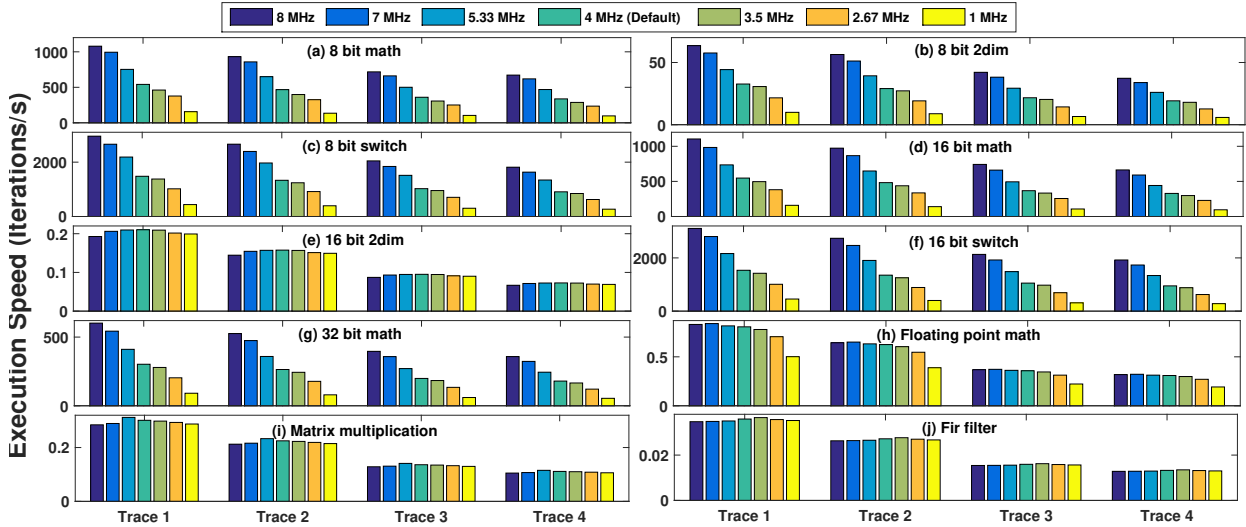 8 MHz 7 MHz 5.33 MHz 4 MHz (Default) 3.5 MHz 2.67 MHz 1 MHz
Execution Speed (Iterations/s)
(a) 8 bit math
1000
500
0
(b) 8 bit 2dim
50
0
(c) 8 bit switch
2000
0
(d) 16 bit math
1000
500
0
(e) 16 bit 2dim
0.2
0.1
0
(f) 16 bit switch
2000
0
(g) 32 bit math
500
0
(h) Floating point math
0.5
0
(i) Matrix multiplication
0.2
0
(j) Fir filter
0.02
0
Trace 1 Trace 2 Trace 3 Trace 4
Trace 1 Trace 2 Trace 3 Trace 4